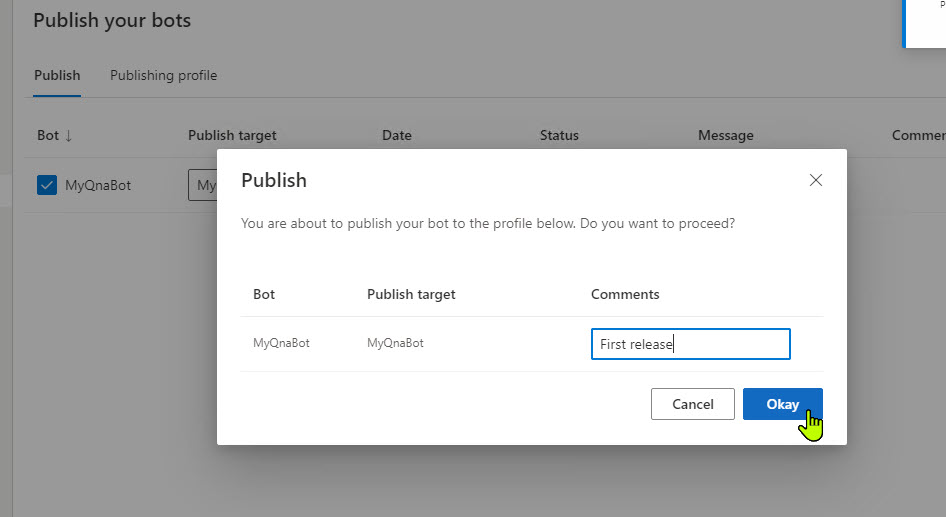 Publish your bots
P
Publish Publishing profile
Bot ↓ Publish target Date Status Message Commen
MyQnaBot My
Publish
You are about to publish your bot to the profile below. Do you want to proceed?
Bot Publish target Comments
MyQnaBot MyQnaBot First release
Cancel Okay